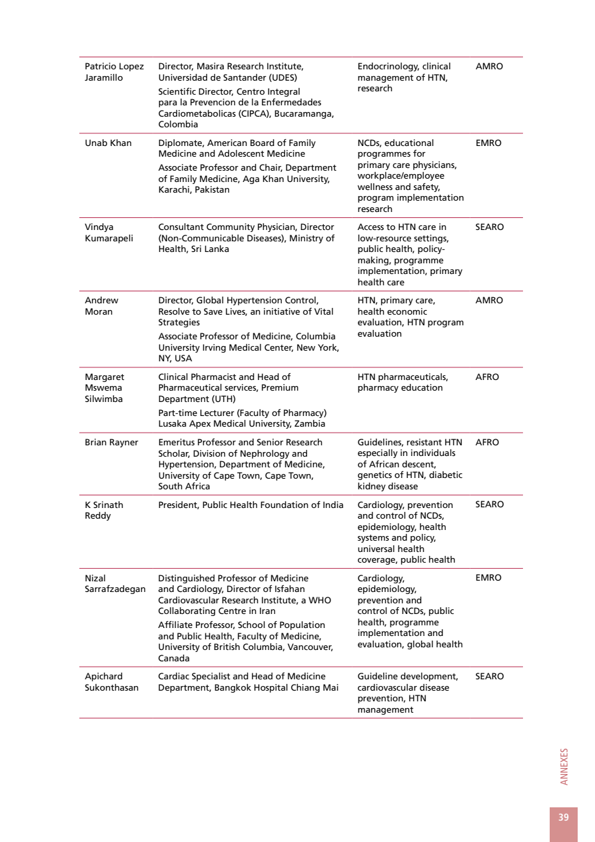 Patricio Lopez
Jaramillo
Director, Masira Research Institute,
Universidad de Santander (UDES)
Scientific Director, Centro Integral
para la Prevencion de la Enfermedades
Cardiometabolicas (CIPCA), Bucaramanga,
Colombia
Endocrinology, clinical
management of HTN,
research
AMRO
Unab Khan
Diplomate, American Board of Family
Medicine and Adolescent Medicine
Associate Professor and Chair, Department
of Family Medicine, Aga Khan University,
Karachi, Pakistan
NCDs, educational
programmes for
primary care physicians,
workplace/employee
wellness and safety,
program implementation
research
EMRO
Vindya
Kumarapeli
Consultant Community Physician, Director
(Non-Communicable Diseases), Ministry of
Health, Sri Lanka
Access to HTN care in
low-resource settings,
public health, policy-
making, programme
implementation, primary
health care
SEARO
Andrew
Moran
Director, Global Hypertension Control,
Resolve to Save Lives, an initiative of Vital
Strategies
Associate Professor of Medicine, Columbia
University Irving Medical Center, New York,
NY, USA
HTN, primary care,
health economic
evaluation, HTN program
evaluation
AMRO
Margaret
Mswema
Silwimba
Clinical Pharmacist and Head of
Pharmaceutical services, Premium
Department (UTH)
Part-time Lecturer (Faculty of Pharmacy)
Lusaka Apex Medical University, Zambia
HTN pharmaceuticals,
pharmacy education
AFRO
Brian Rayner
Emeritus Professor and Senior Research
Scholar, Division of Nephrology and
Hypertension, Department of Medicine,
University of Cape Town, Cape Town,
South Africa
Guidelines, resistant HTN
especially in individuals
of African descent,
genetics of HTN, diabetic
kidney disease
AFRO
K Srinath
Reddy
President, Public Health Foundation of India
Cardiology, prevention
and control of NCDs,
epidemiology, health
systems and policy,
universal health
coverage, public health
SEARO
Nizal
Sarrafzadegan
Distinguished Professor of Medicine
and Cardiology, Director of Isfahan
Cardiovascular Research Institute, a WHO
Collaborating Centre in Iran
Affiliate Professor, School of Population
and Public Health, Faculty of Medicine,
University of British Columbia, Vancouver,
Canada
Cardiology,
epidemiology,
prevention and
control of NCDs, public
health, programme
implementation and
evaluation, global health
EMRO
Apichard
Sukonthasan
Cardiac Specialist and Head of Medicine
Department, Bangkok Hospital Chiang Mai
Guideline development,
cardiovascular disease
prevention, HTN
management
SEARO
ANNEXES
39